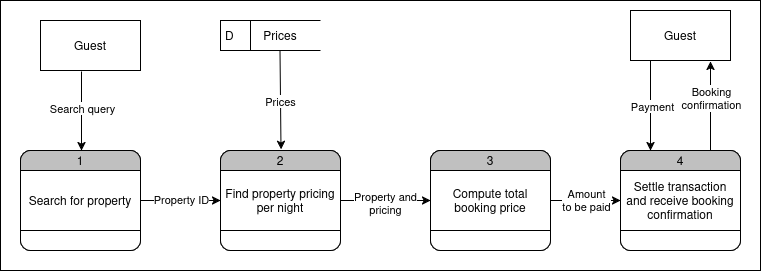 Guest
D
Prices
Guest
Search query
Prices
Payment
Booking
confirmation
1
Search for property
Property ID
2
Find property pricing
per night
Property and
pricing
3
Compute total
booking price
Amount
to be paid
4
Settle transaction
and receive booking
confirmation